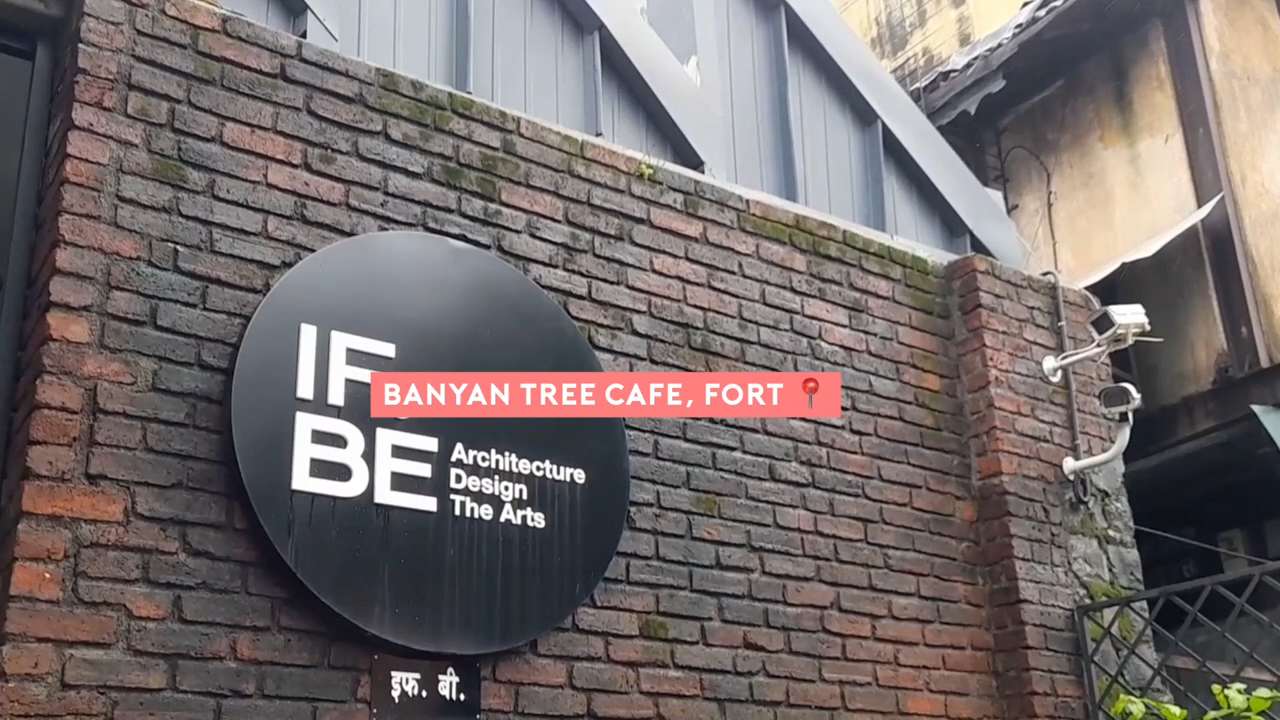 IF
BANYAN TREE CAFE, FORT 📍
BE
Architecture
Design
The Arts
इफ. बी.